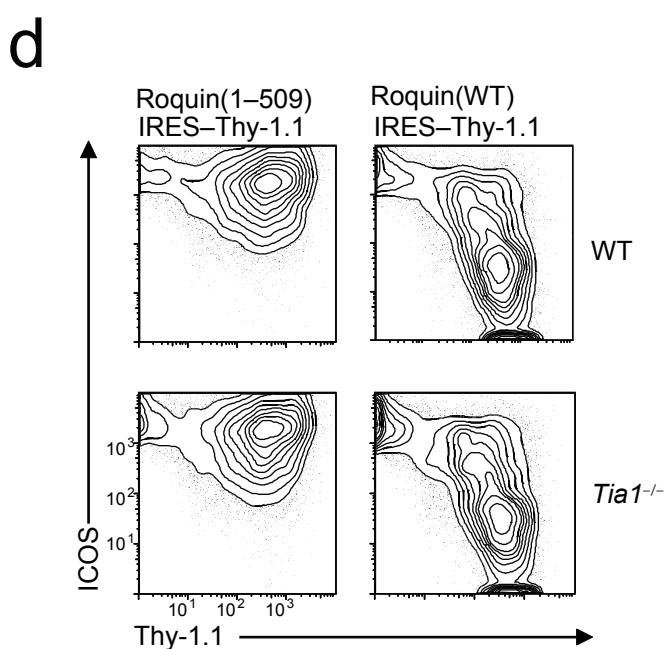 d
Roquin(1–509)
IRES–Thy-1.1
Roquin(WT)
IRES–Thy-1.1
WT
Tia1–/–
ICOS
10³
10²
10¹
10¹ 10² 10³
Thy-1.1